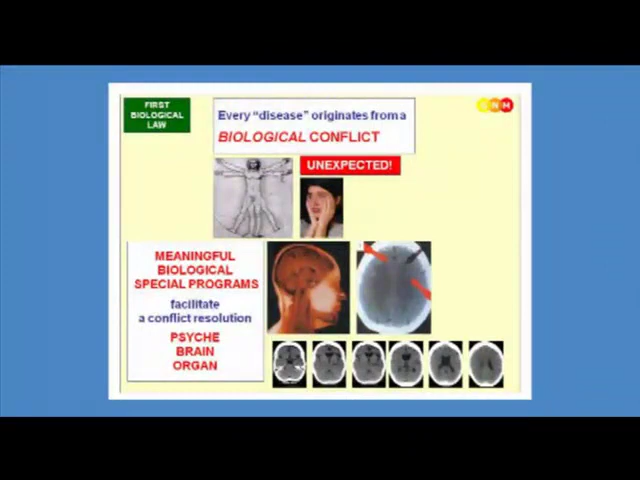 FIRST
BIOLOGICAL
LAW
Every “disease” originates from a
BIOLOGICAL CONFLICT
UNEXPECTED!
MEANINGFUL
BIOLOGICAL
SPECIAL PROGRAMS
facilitate
a conflict resolution
PSYCHE
BRAIN
ORGAN